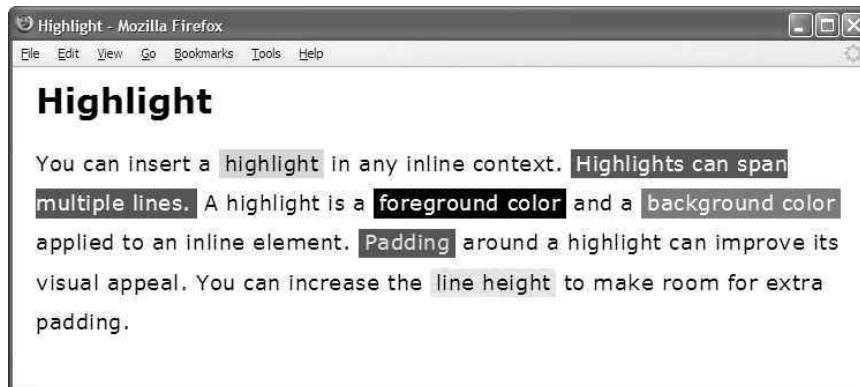 Highlight - Mozilla Firefox
File Edit View Go Bookmarks Tools Help
Highlight
You can insert a highlight in any inline context. Highlights can span
multiple lines. A highlight is a foreground color and a background color
applied to an inline element. Padding around a highlight can improve its
visual appeal. You can increase the line height to make room for extra
padding.